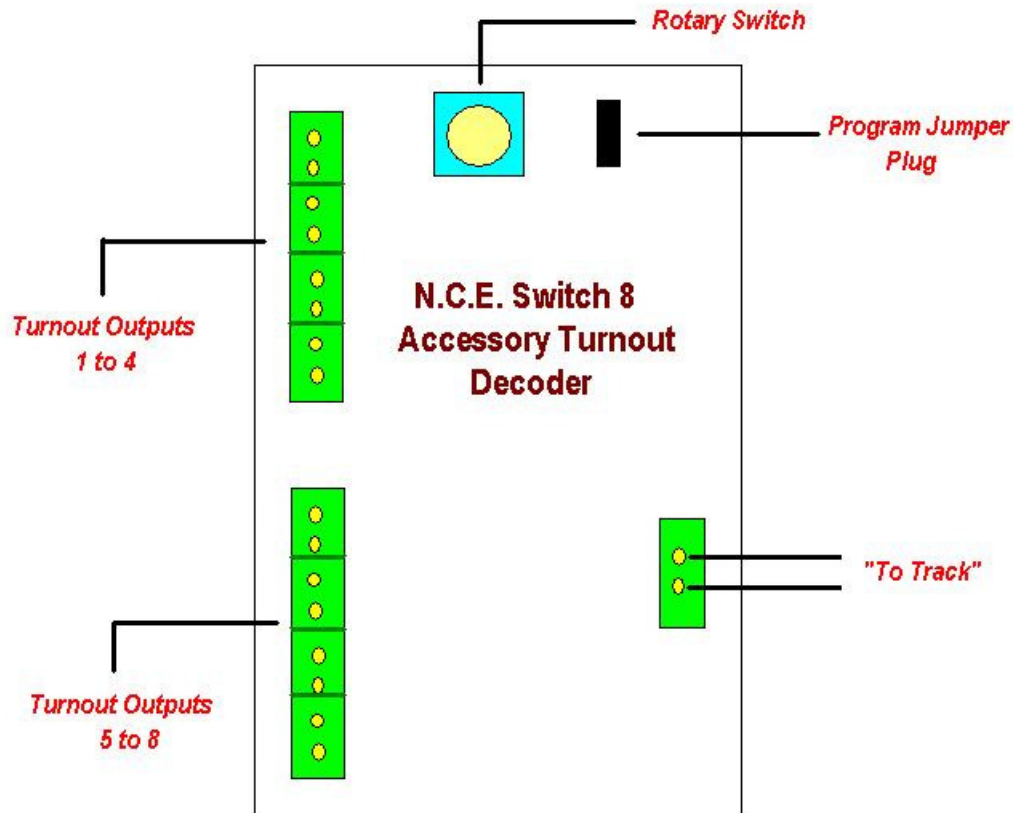 Rotary Switch
Program Jumper
Plug
N.C.E. Switch 8
Accessory Turnout
Decoder
Turnout Outputs
1 to 4
"To Track"
Turnout Outputs
5 to 8